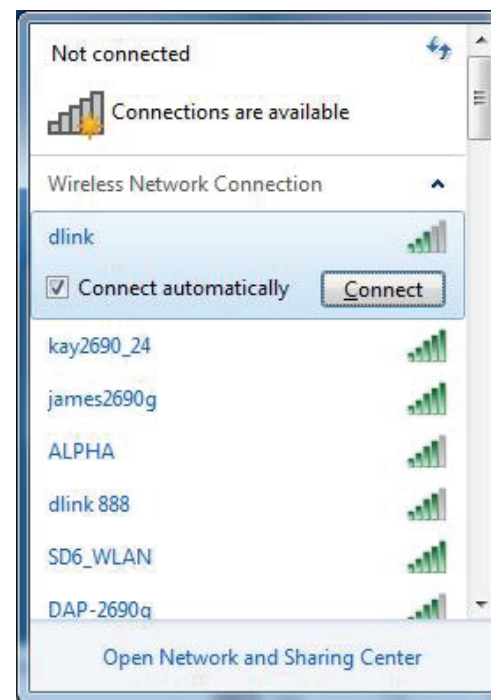 Not connected
Connections are available
Wireless Network Connection
dlink
Connect automatically Connect
kay2690_24
james2690g
ALPHA
dlink 888
SD6_WLAN
DAP-2690g
Open Network and Sharing Center